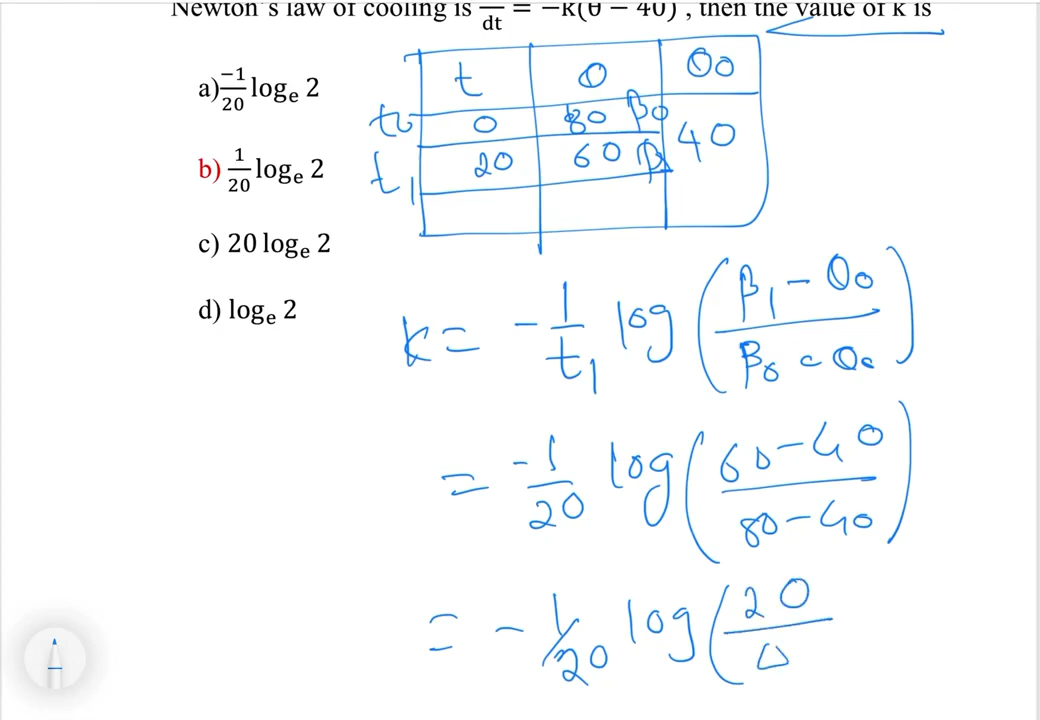 Newton's law of cooling is /dt = −k(θ − 40) , then the value of k is
t θ θ0
a) −1/20 logₑ 2
t0 0 80 β0 40
b) 1/20 logₑ 2
t1 20 60 β1
c) 20 logₑ 2
d) logₑ 2
k = -1/t1 log (β1 - θ0 / β0 - θ0)
= -1/20 log (60-40 / 80-40)
= -1/20 log (20/